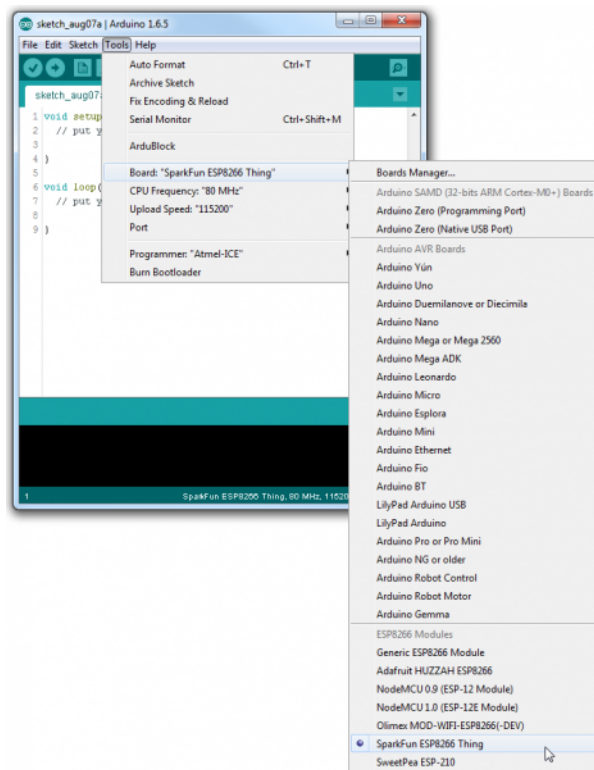 sketch_aug07a | Arduino 1.6.5
File Edit Sketch Tools Help
sketch_aug07
Auto Format Ctrl+T
Archive Sketch
Fix Encoding & Reload
Serial Monitor Ctrl+Shift+M
ArduBlock
Board: "SparkFun ESP8266 Thing"
CPU Frequency: "80 MHz"
Upload Speed: "115200"
Port
Programmer: "Atmel-ICE"
Burn Bootloader
1 void setup
2 // put y
3
4 }
5
6 void loop(
7 // put y
8
9 }
1 SparkFun ESP8266 Thing, 80 MHz, 11520
Boards Manager...
Arduino SAMD (32-bits ARM Cortex-M0+) Boards
Arduino Zero (Programming Port)
Arduino Zero (Native USB Port)
Arduino AVR Boards
Arduino Yún
Arduino Uno
Arduino Duemilanove or Diecimila
Arduino Nano
Arduino Mega or Mega 2560
Arduino Mega ADK
Arduino Leonardo
Arduino Micro
Arduino Esplora
Arduino Mini
Arduino Ethernet
Arduino Fio
Arduino BT
LilyPad Arduino USB
LilyPad Arduino
Arduino Pro or Pro Mini
Arduino NG or older
Arduino Robot Control
Arduino Robot Motor
Arduino Gemma
ESP8266 Modules
Generic ESP8266 Module
Adafruit HUZZAH ESP8266
NodeMCU 0.9 (ESP-12 Module)
NodeMCU 1.0 (ESP-12E Module)
Olimex MOD-WIFI-ESP8266(-DEV)
SparkFun ESP8266 Thing
SweetPea ESP-210